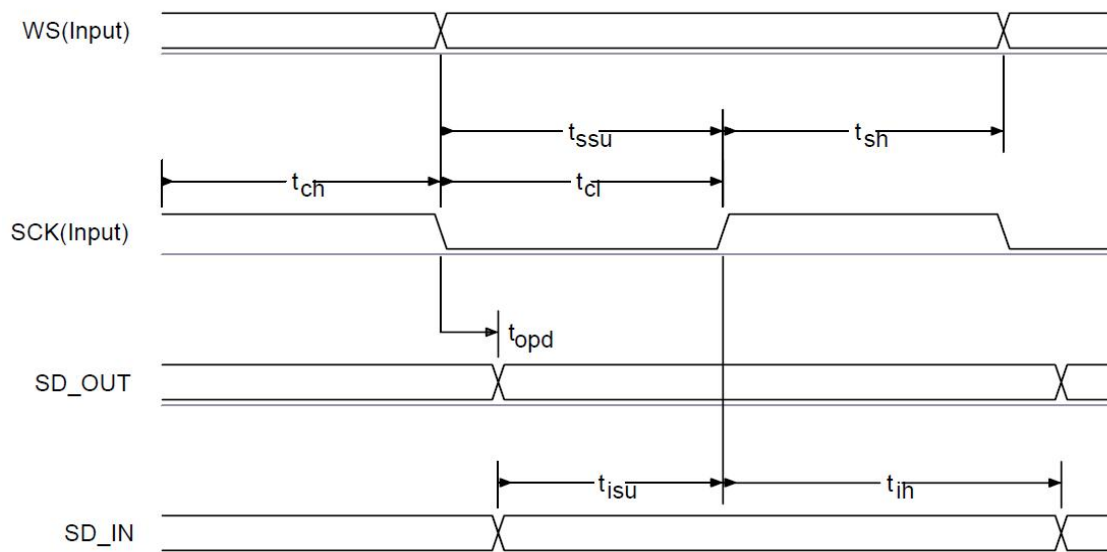 WS(Input)
tssu tsh
tch tcl
SCK(Input)
topd
SD_OUT
tisu tih
SD_IN